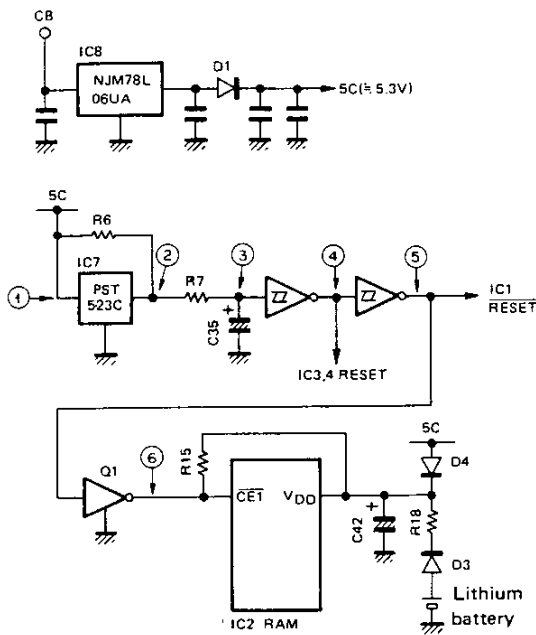 CB
IC8
NJM78L
06UA
D1
5C(≒5.3V)
5C
R6
IC7
PST
523C
1
2
R7
3
C35
+
4
5
IC3,4 RESET
IC1
RESET
Q1
6
R15
CE1
VDD
IC2 RAM
+
C42
5C
D4
R18
D3
Lithium
battery